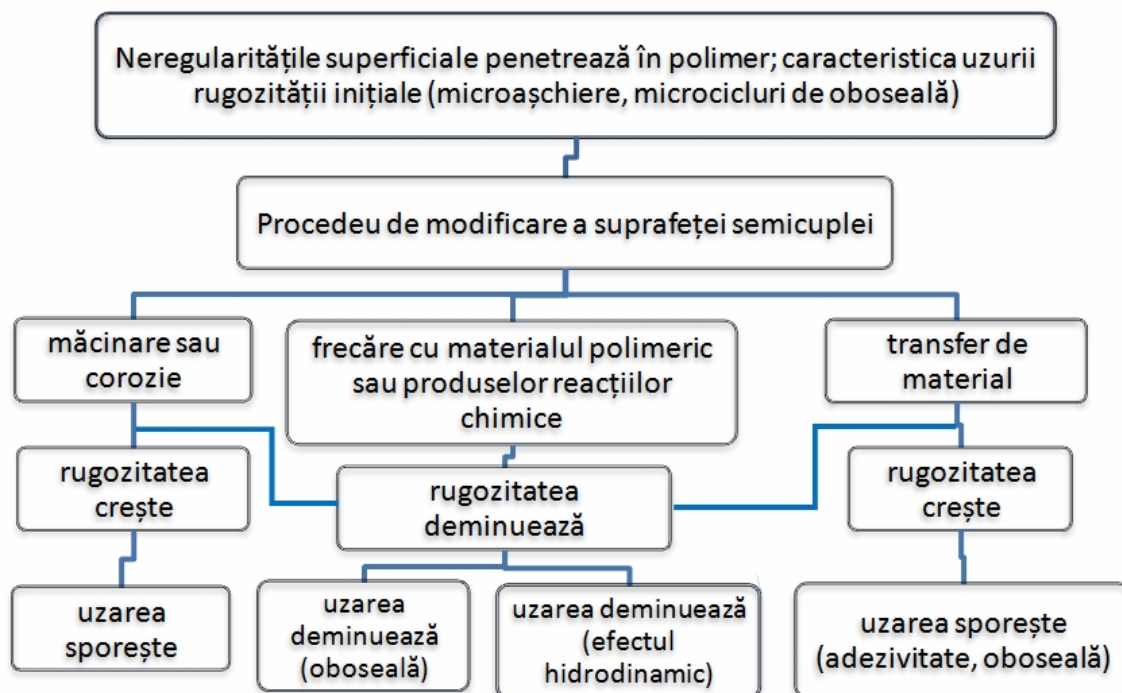 Neregularitățile superficiale penetrează în polimer; caracteristica uzurii
rugozității inițiale (microașchiere, microcicluri de oboseală)
Procedeu de modificare a suprafeței semicuplei
măcinare sau
corozie
frecăre cu materialul polimeric
sau produselor reacțiilor
chimice
transfer de
material
rugozitatea
crește
rugozitatea
deminuează
rugozitatea
crește
uzarea
sporește
uzarea
deminuează
(oboseală)
uzarea deminuează
(efectul
hidrodinamic)
uzarea sporește
(adezivitate, oboseală)